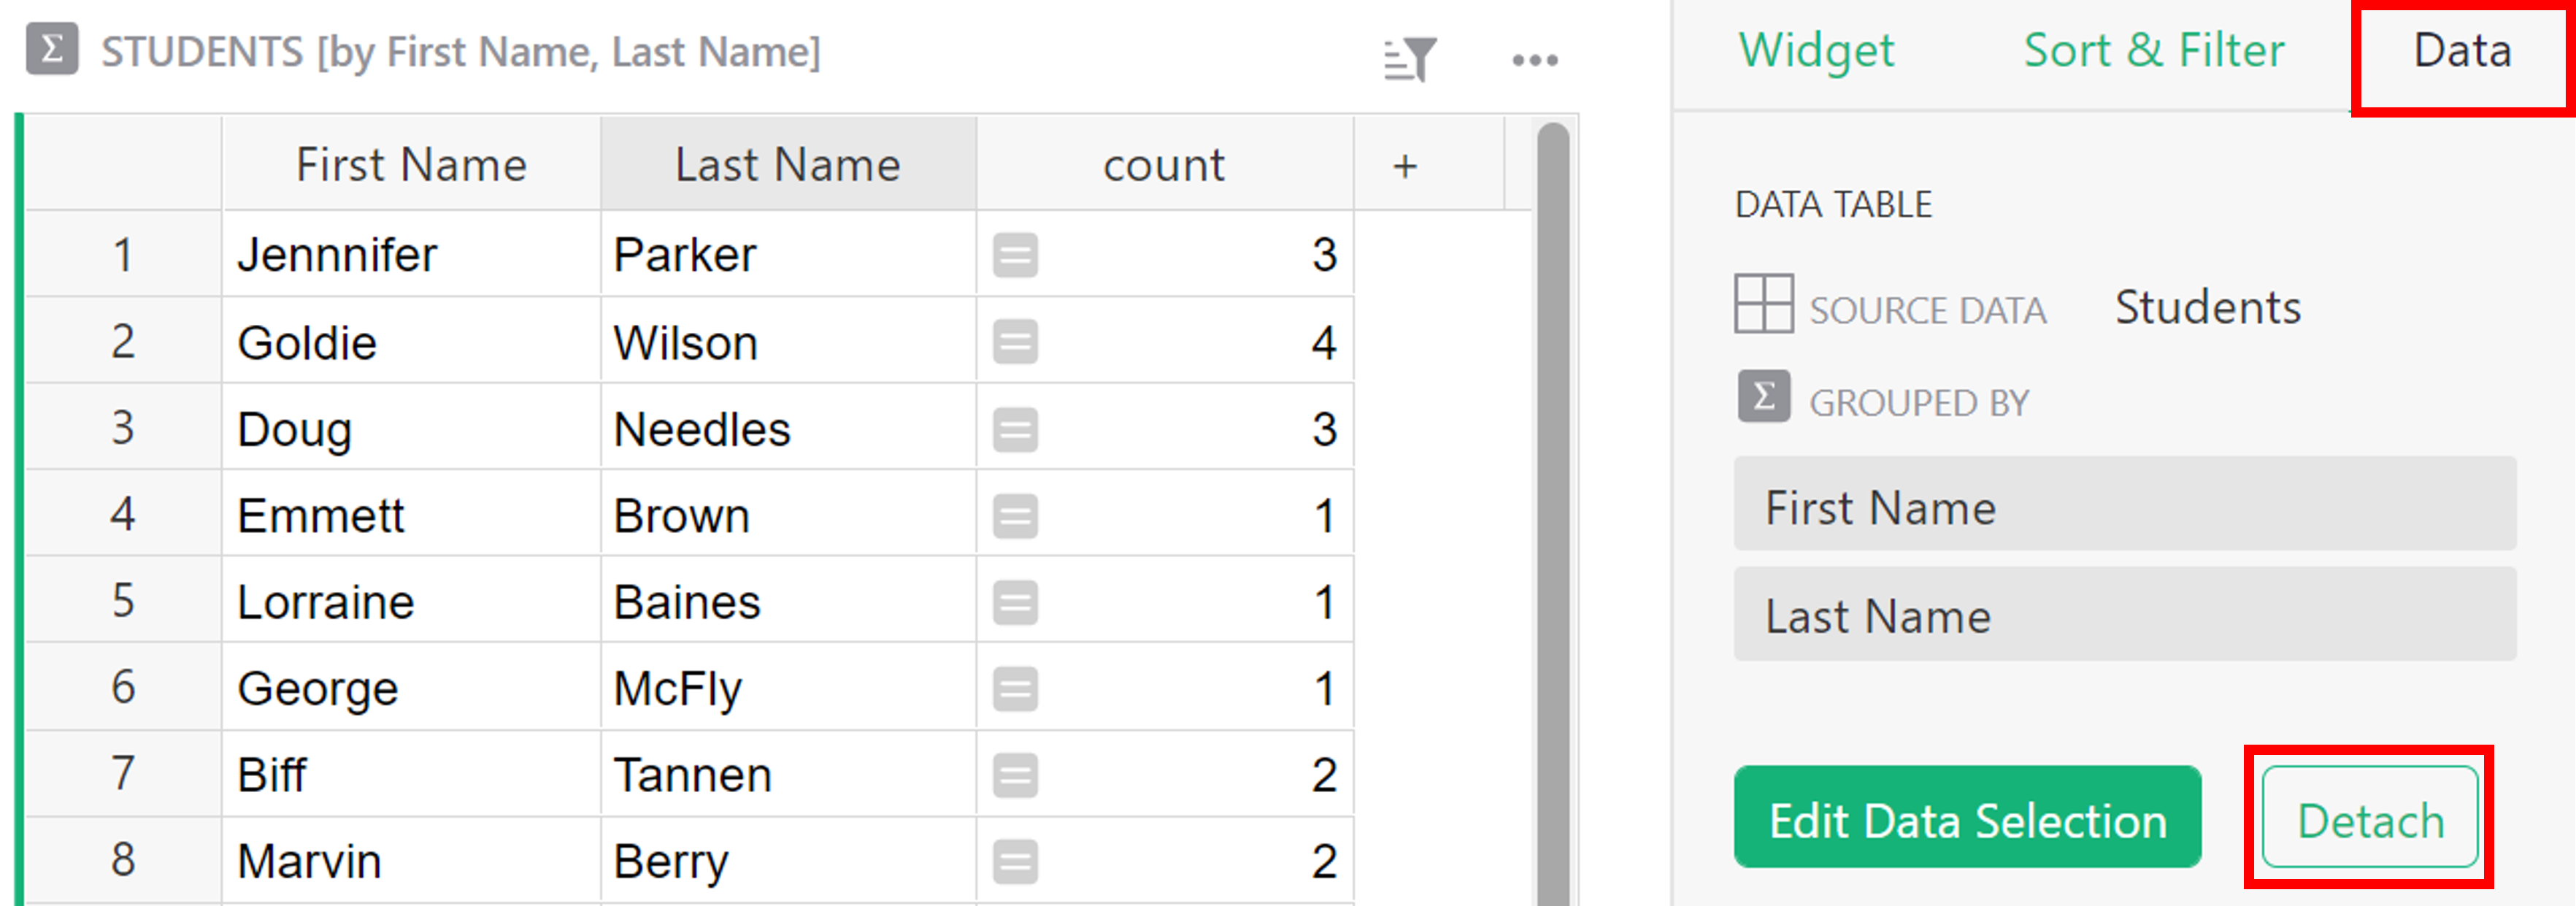 Σ STUDENTS [by First Name, Last Name]
First Name Last Name count +
1 Jennnifer Parker = 3
2 Goldie Wilson = 4
3 Doug Needles = 3
4 Emmett Brown = 1
5 Lorraine Baines = 1
6 George McFly = 1
7 Biff Tannen = 2
8 Marvin Berry = 2
Widget Sort & Filter Data
DATA TABLE
SOURCE DATA Students
Σ GROUPED BY
First Name
Last Name
Edit Data Selection Detach